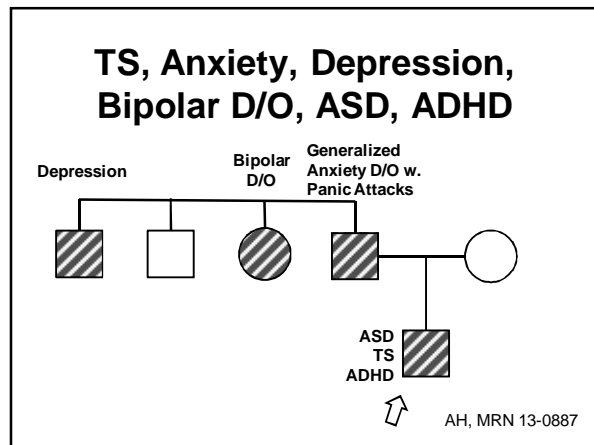 TS, Anxiety, Depression,
Bipolar D/O, ASD, ADHD
Depression
Bipolar
D/O
Generalized
Anxiety D/O w.
Panic Attacks
ASD
TS
ADHD
AH, MRN 13-0887